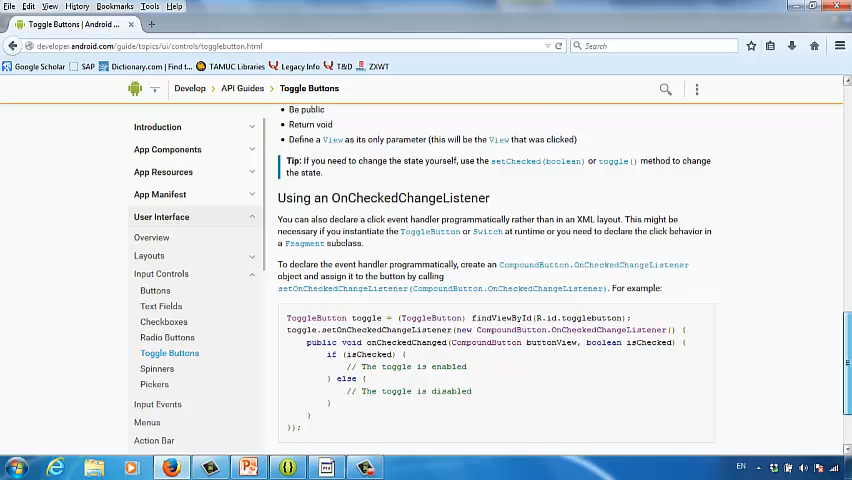 File Edit View History Bookmarks Tools Help
Toggle Buttons | Android ...
developer.android.com/guide/topics/ui/controls/togglebutton.html
Search
Google Scholar SAP Dictionary.com | Find t... TAMUC Libraries Legacy Info T&D ZXWT
Develop API Guides Toggle Buttons
Introduction
App Components
App Resources
App Manifest
User Interface
Overview
Layouts
Input Controls
Buttons
Text Fields
Checkboxes
Radio Buttons
Toggle Buttons
Spinners
Pickers
Input Events
Menus
Action Bar
Be public
Return void
Define a View as its only parameter (this will be the View that was clicked)
Tip: If you need to change the state yourself, use the setChecked(boolean) or toggle() method to change
the state.
Using an OnCheckedChangeListener
You can also declare a click event handler programmatically rather than in an XML layout. This might be
necessary if you instantiate the ToggleButton or Switch at runtime or you need to declare the click behavior in
a Fragment subclass.
To declare the event handler programmatically, create an CompoundButton.OnCheckedChangeListener
object and assign it to the button by calling
setOnCheckedChangeListener(CompoundButton.OnCheckedChangeListener). For example:
ToggleButton toggle = (ToggleButton) findViewById(R.id.togglebutton);
toggle.setOnCheckedChangeListener(new CompoundButton.OnCheckedChangeListener() {
public void onCheckedChanged(CompoundButton buttonView, boolean isChecked) {
if (isChecked) {
// The toggle is enabled
} else {
// The toggle is disabled
}
}
});
EN